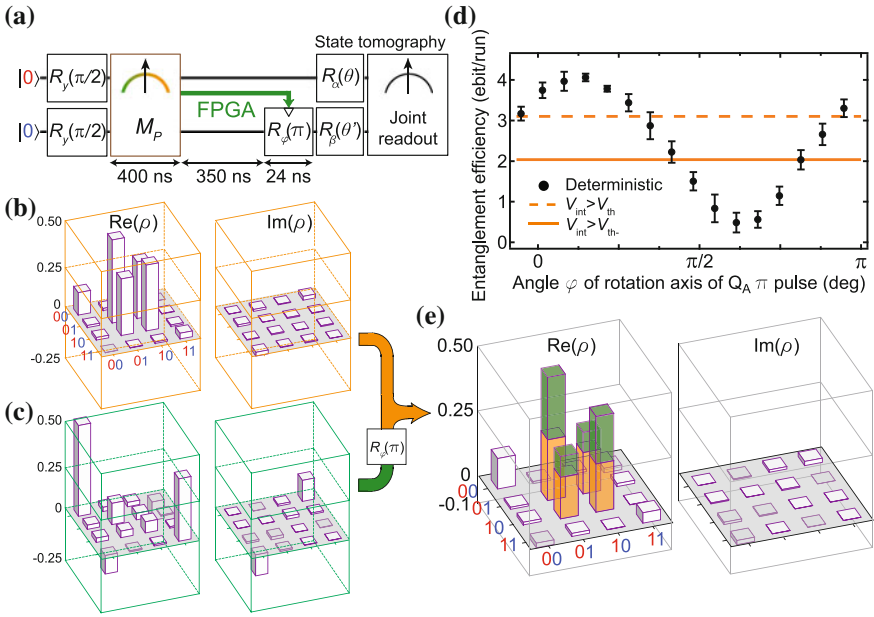 (a)
State tomography
|0⟩ R_y(π/2) M_P R_α(θ) Joint readout
FPGA
|0⟩ R_y(π/2) R_φ(π) R_β(θ')
400 ns 350 ns 24 ns
(b)
Re(ρ) Im(ρ)
0.50
0.25
0
-0.25
00 01 10 11
00 01 10 11
(c)
0.50
0.25
0
-0.25
R_φ(π)
(d)
Entanglement efficiency (ebit/run)
4
3
2
1
0
Deterministic
V_int>V_th
V_int>V_th-
0 π/2 π
Angle φ of rotation axis of Q_A π pulse (deg)
(e)
Re(ρ) Im(ρ)
0.50
0.25
0
-0.1
00 01 10 11
00 01 10 11